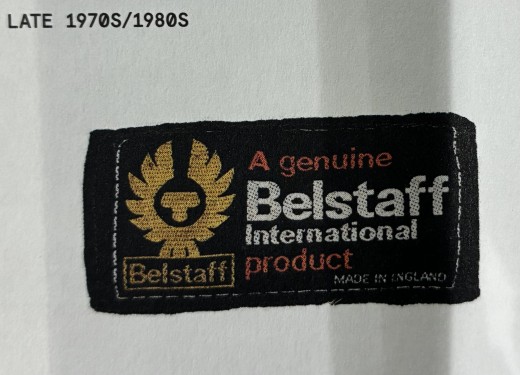 LATE 1970S/1980S
A genuine
Belstaff
International
product
Belstaff
MADE IN ENGLAND